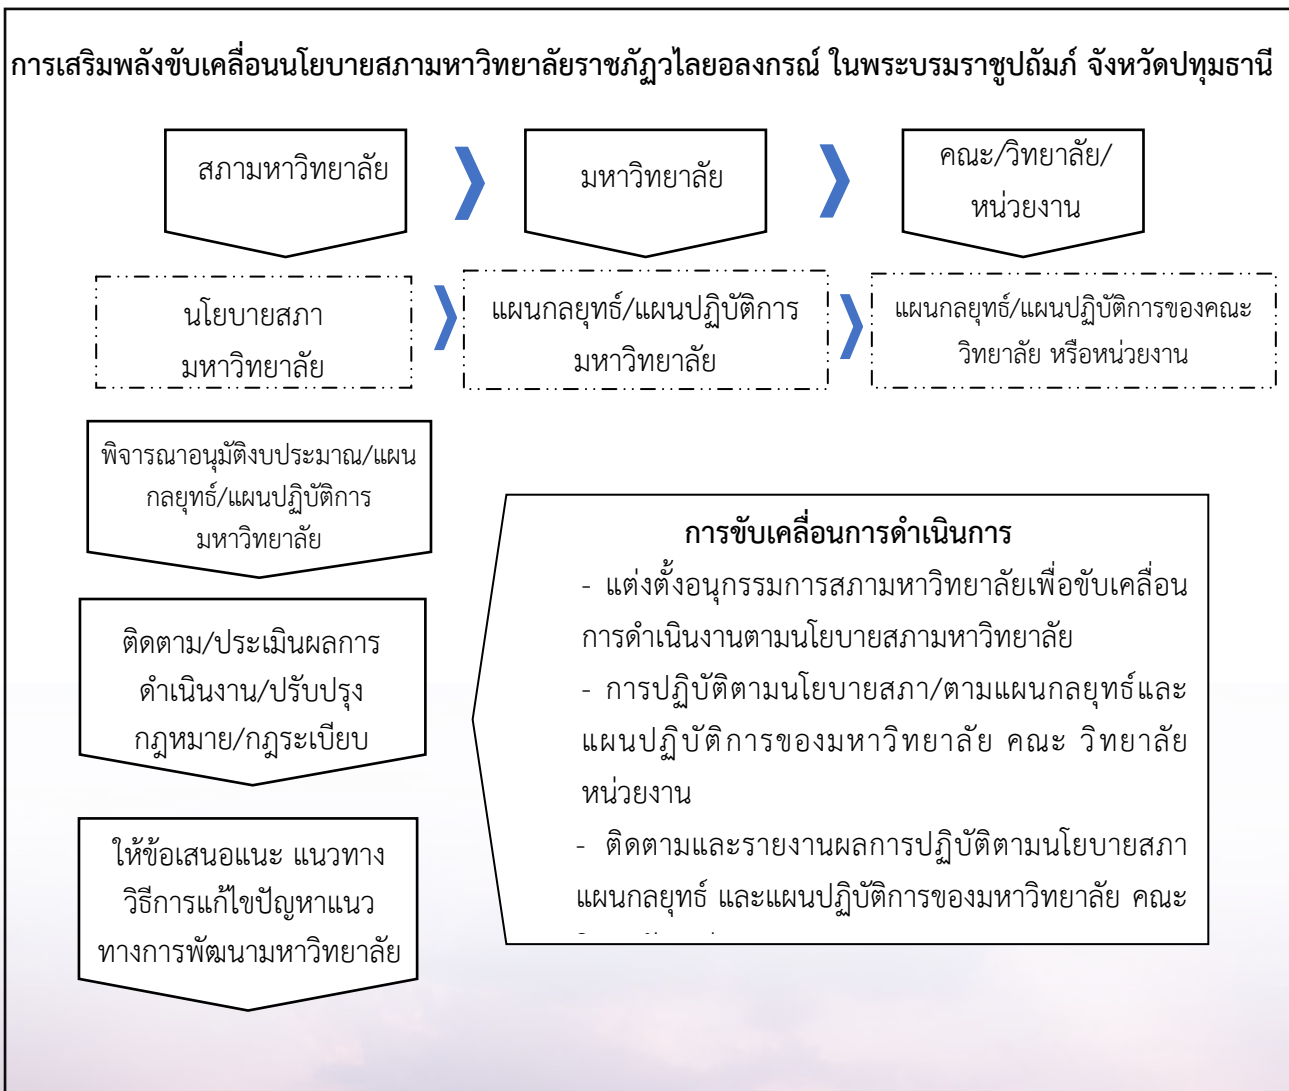 การเสริมพลังขับเคลื่อนนโยบายสภามหาวิทยาลัยราชภัฏวไลยอลงกรณ์ ในพระบรมราชูปถัมภ์ จังหวัดปทุมธานี
สภามหาวิทยาลัย
มหาวิทยาลัย
คณะ/วิทยาลัย/
หน่วยงาน
นโยบายสภา
มหาวิทยาลัย
แผนกลยุทธ์/แผนปฏิบัติการ
มหาวิทยาลัย
แผนกลยุทธ์/แผนปฏิบัติการของคณะ
วิทยาลัย หรือหน่วยงาน
พิจารณาอนุมัติงบประมาณ/แผน
กลยุทธ์/แผนปฏิบัติการ
มหาวิทยาลัย
ติดตาม/ประเมินผลการ
ดำเนินงาน/ปรับปรุง
กฎหมาย/กฎระเบียบ
ให้ข้อเสนอแนะ แนวทาง
วิธีการแก้ไขปัญหาแนว
ทางการพัฒนามหาวิทยาลัย
การขับเคลื่อนการดำเนินการ
- แต่งตั้งอนุกรรมการสภามหาวิทยาลัยเพื่อขับเคลื่อน
การดำเนินงานตามนโยบายสภามหาวิทยาลัย
- การปฏิบัติตามนโยบายสภา/ตามแผนกลยุทธ์และ
แผนปฏิบัติการของมหาวิทยาลัย คณะ วิทยาลัย
หน่วยงาน
- ติดตามและรายงานผลการปฏิบัติตามนโยบายสภา
แผนกลยุทธ์ และแผนปฏิบัติการของมหาวิทยาลัย คณะ